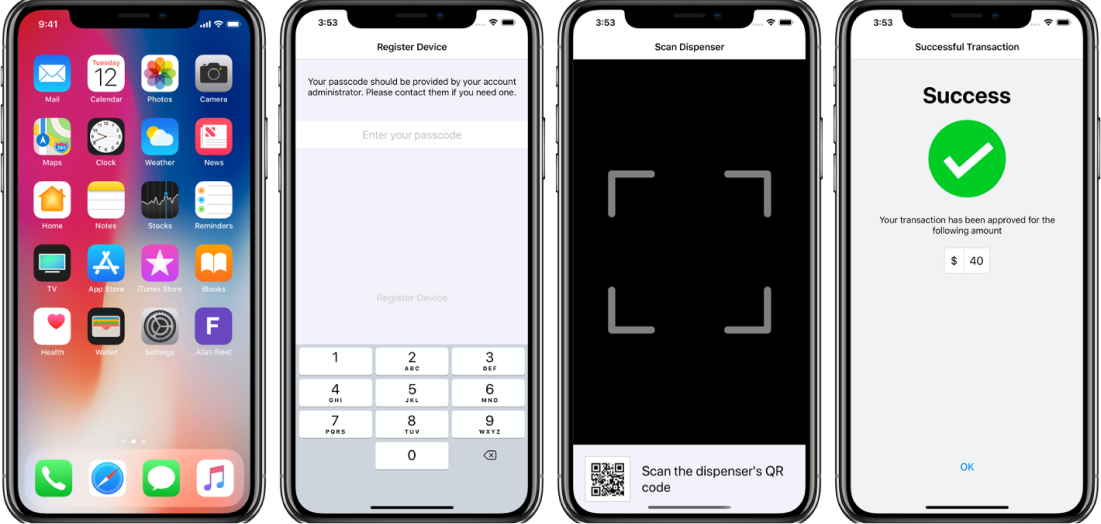 9:41
Tuesday
12
Mail
Calendar
Photos
Camera
280
Maps
Clock
Weather
News
Home
Notes
Stocks
Reminders
TV
App Store
iTunes Store
iBooks
F
Health
Wallet
Settings
Alias Fiest
3:53
Register Device
Your passcode should be provided by your account
administrator. Please contact them if you need one.
Enter your passcode
Register Device
1
2
ABC
3
DEF
4
GHI
5
JKL
6
MNO
7
PQRS
8
TUV
9
WXYZ
0
3:53
Scan Dispenser
Scan the dispenser's QR
code
3:53
Successful Transaction
Success
Your transaction has been approved for the
following amount
$ 40
OK